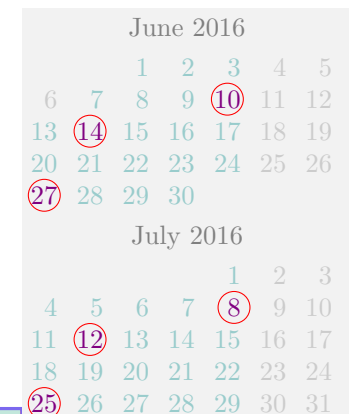 June 2016
1 2 3 4 5
6 7 8 9 10 11 12
13 14 15 16 17 18 19
20 21 22 23 24 25 26
27 28 29 30
July 2016
1 2 3
4 5 6 7 8 9 10
11 12 13 14 15 16 17
18 19 20 21 22 23 24
25 26 27 28 29 30 31